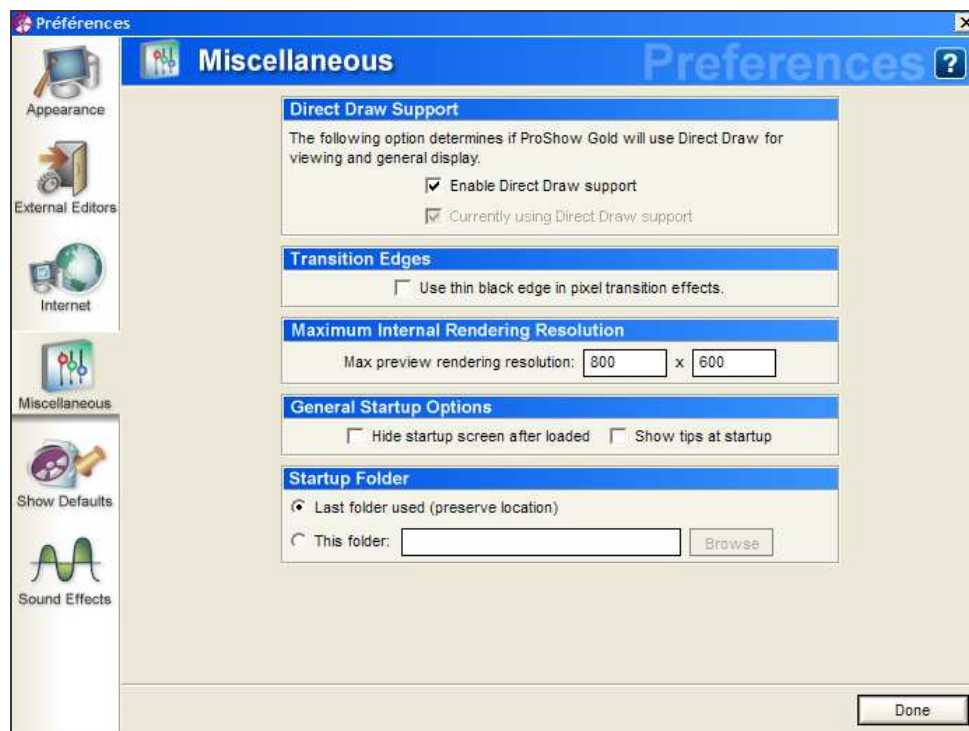 Préférences
Miscellaneous
Preferences
?
Appearance
External Editors
Internet
Miscellaneous
Show Defaults
Sound Effects
Direct Draw Support
The following option determines if ProShow Gold will use Direct Draw for
viewing and general display.
Enable Direct Draw support
Currently using Direct Draw support
Transition Edges
Use thin black edge in pixel transition effects.
Maximum Internal Rendering Resolution
Max preview rendering resolution: 800 x 600
General Startup Options
Hide startup screen after loaded Show tips at startup
Startup Folder
Last folder used (preserve location)
This folder: Browse
Done